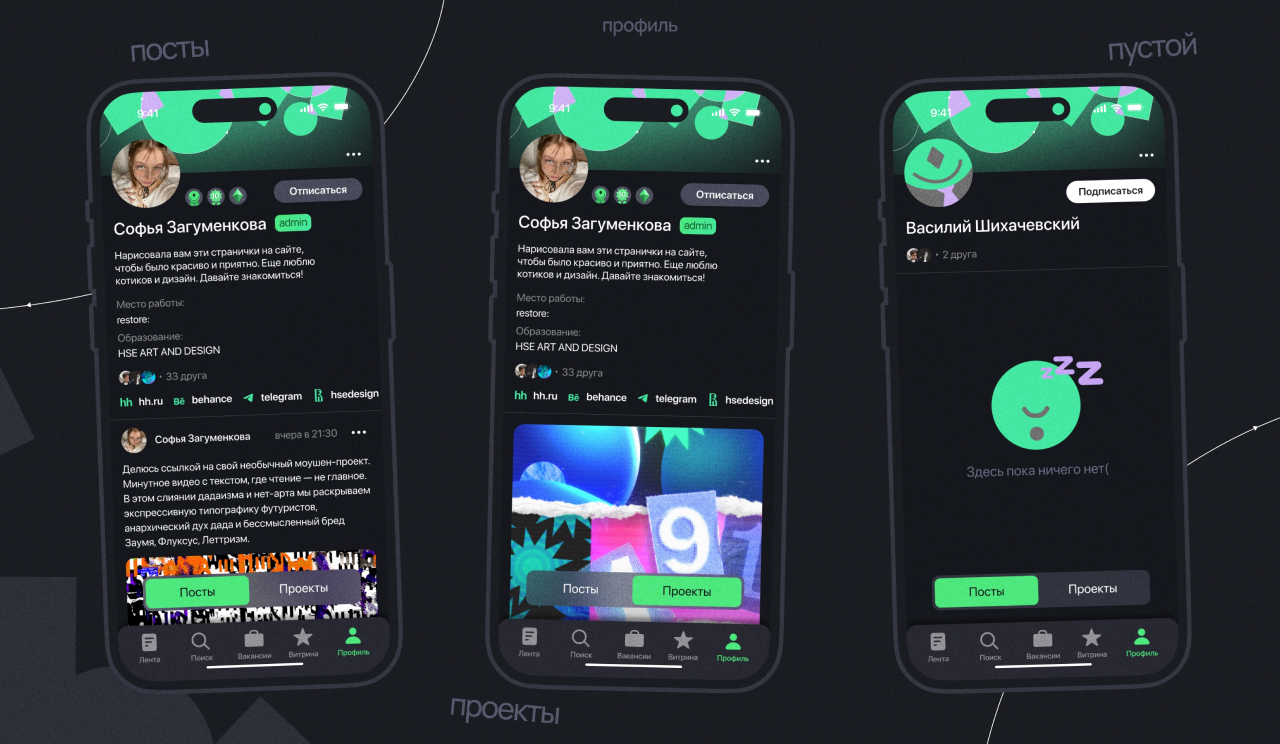 посты
профиль
пустой
9:41
Отписаться
Софья Загуменкова admin
Нарисовала вам эти странички на сайте,
чтобы было красиво и приятно. Еще люблю
котиков и дизайн. Давайте знакомиться!
Место работы:
restore:
Образование:
HSE ART AND DESIGN
• 33 друга
hh hh.ru Bē behance telegram hsedesign
Софья Загуменкова вчера в 21:30
Делюсь ссылкой на свой необычный моушен-проект.
Минутное видео с текстом, где чтение — не главное.
В этом слиянии дадаизма и нет-арта мы раскрываем
экспрессивную типографику футуристов,
анархический дух дада и бессмысленный бред
Заумя, Флуксус, Леттризм.
Посты Проекты
Лента Поиск Вакансии Витрина Профиль
9:41
Отписаться
Софья Загуменкова admin
Нарисовала вам эти странички на сайте,
чтобы было красиво и приятно. Еще люблю
котиков и дизайн. Давайте знакомиться!
Место работы:
restore:
Образование:
HSE ART AND DESIGN
• 33 друга
hh hh.ru Bē behance telegram hsedesign
9
Посты Проекты
Лента Поиск Вакансии Витрина Профиль
9:41
Подписаться
Василий Шихачевский
• 2 друга
z z z
Здесь пока ничего нет(
Посты Проекты
Лента Поиск Вакансии Витрина Профиль
проекты